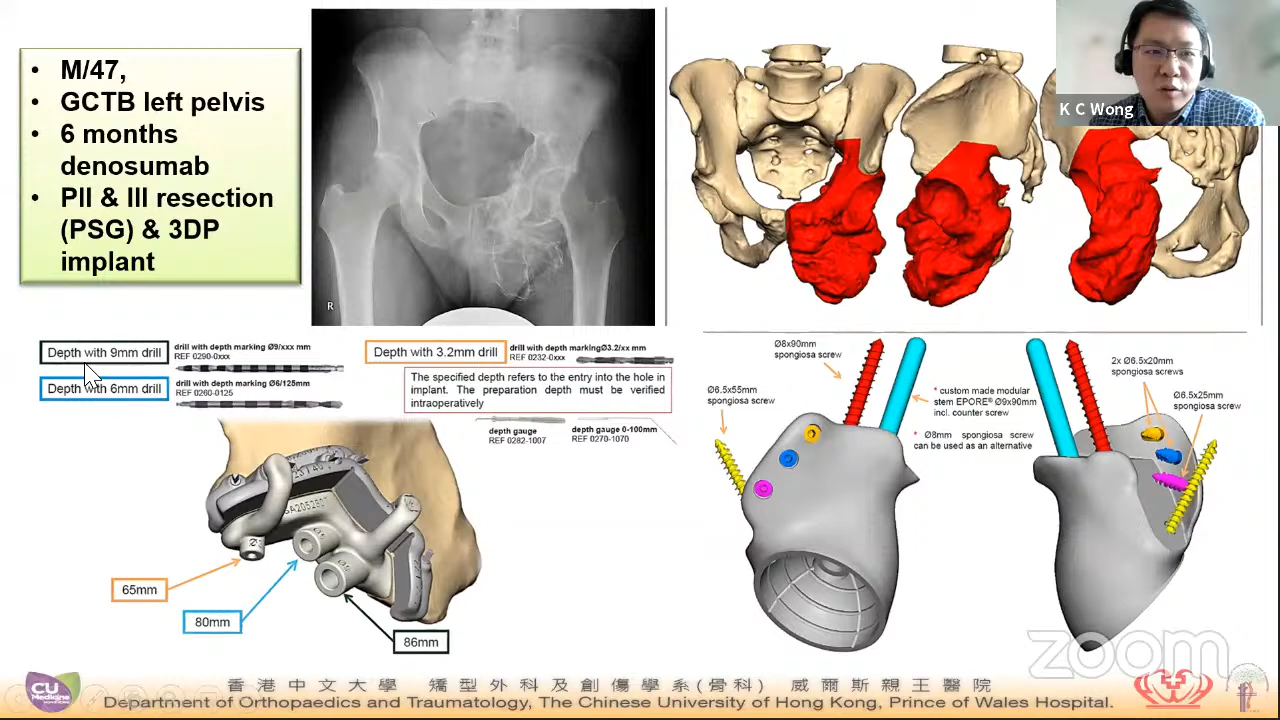 • M/47,
• GCTB left pelvis
• 6 months
denosumab
• PII & III resection
(PSG) & 3DP
implant
R
K C Wong
Depth with 9mm drill
drill with depth marking Ø9/xxx mm
REF 0290-0xxx
Depth with 6mm drill
drill with depth marking Ø6/125mm
REF 0260-0125
Depth with 3.2mm drill
drill with depth markingØ3.2/xx mm
REF 0232-0xxx
The specified depth refers to the entry into the hole in
implant. The preparation depth must be verified
intraoperatively
depth gauge
REF 0282-1007
depth gauge 0-100mm
REF 0270-1070
65mm
80mm
86mm
Ø8x90mm
spongiosa screw
Ø6.5x55mm
spongiosa screw
* custom made modular
stem EPORE® Ø9x90mm
incl. counter screw
* Ø8mm spongiosa screw
can be used as an alternative
2x Ø6.5x20mm
spongiosa screws
Ø6.5x25mm
spongiosa screw
zoom
CU
Medicine
香港中文大學 矯型外科及創傷學系(骨科) 威爾斯親王醫院
Department of Orthopaedics and Traumatology, The Chinese University of Hong Kong, Prince of Wales Hospital.